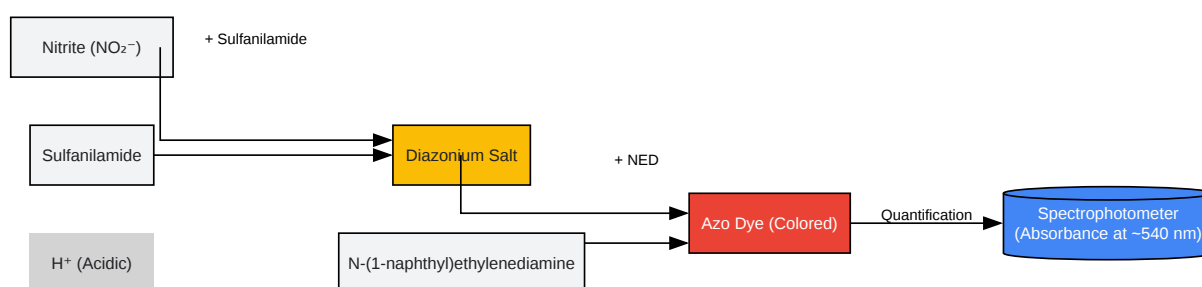 Nitrite (NO₂⁻)
+ Sulfanilamide
Sulfanilamide
Diazonium Salt
+ NED
Azo Dye (Colored)
Quantification
Spectrophotometer
(Absorbance at ~540 nm)
H⁺ (Acidic)
N-(1-naphthyl)ethylenediamine